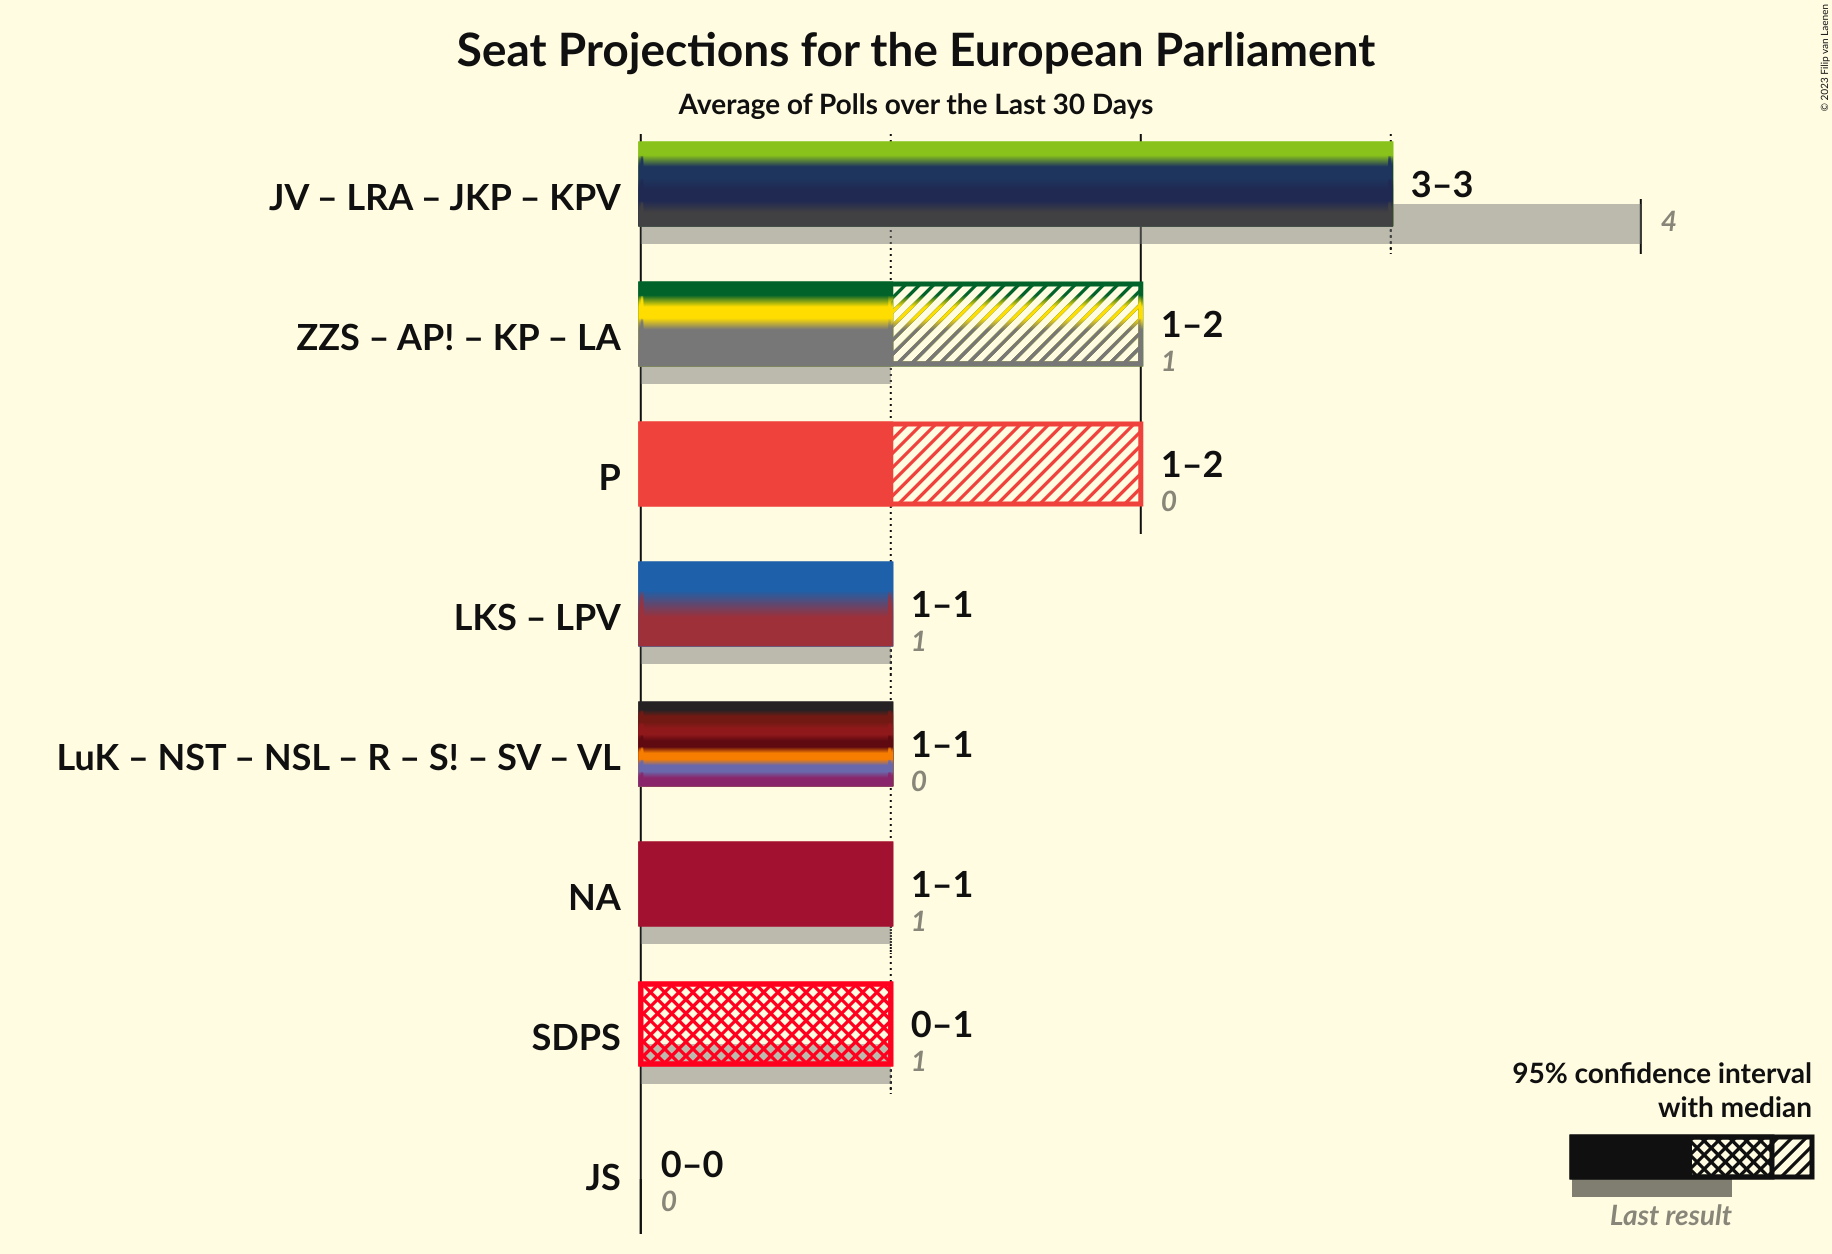 Seat Projections for the European Parliament
Average of Polls over the Last 30 Days
© 2023 Filip van Laenen
JV – LRA – JKP – KPV
3–3
4
ZZS – AP! – KP – LA
1–2
1
P
1–2
0
LKS – LPV
1–1
1
LuK – NST – NSL – R – S! – SV – VL
1–1
0
NA
1–1
1
SDPS
0–1
1
JS
0–0
0
95% confidence interval
with median
Last result